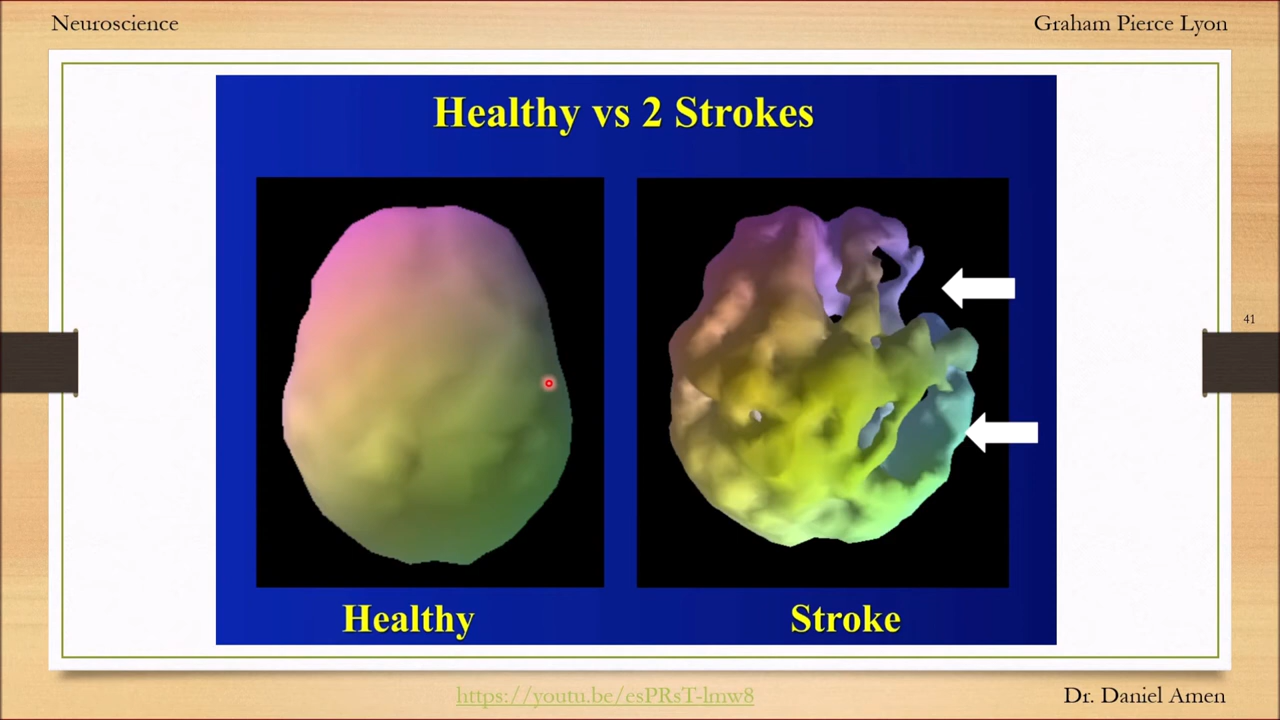 Neuroscience
Graham Pierce Lyon
Healthy vs 2 Strokes
41
Healthy
Stroke
https://youtu.be/esPRsT-lmw8
Dr. Daniel Amen